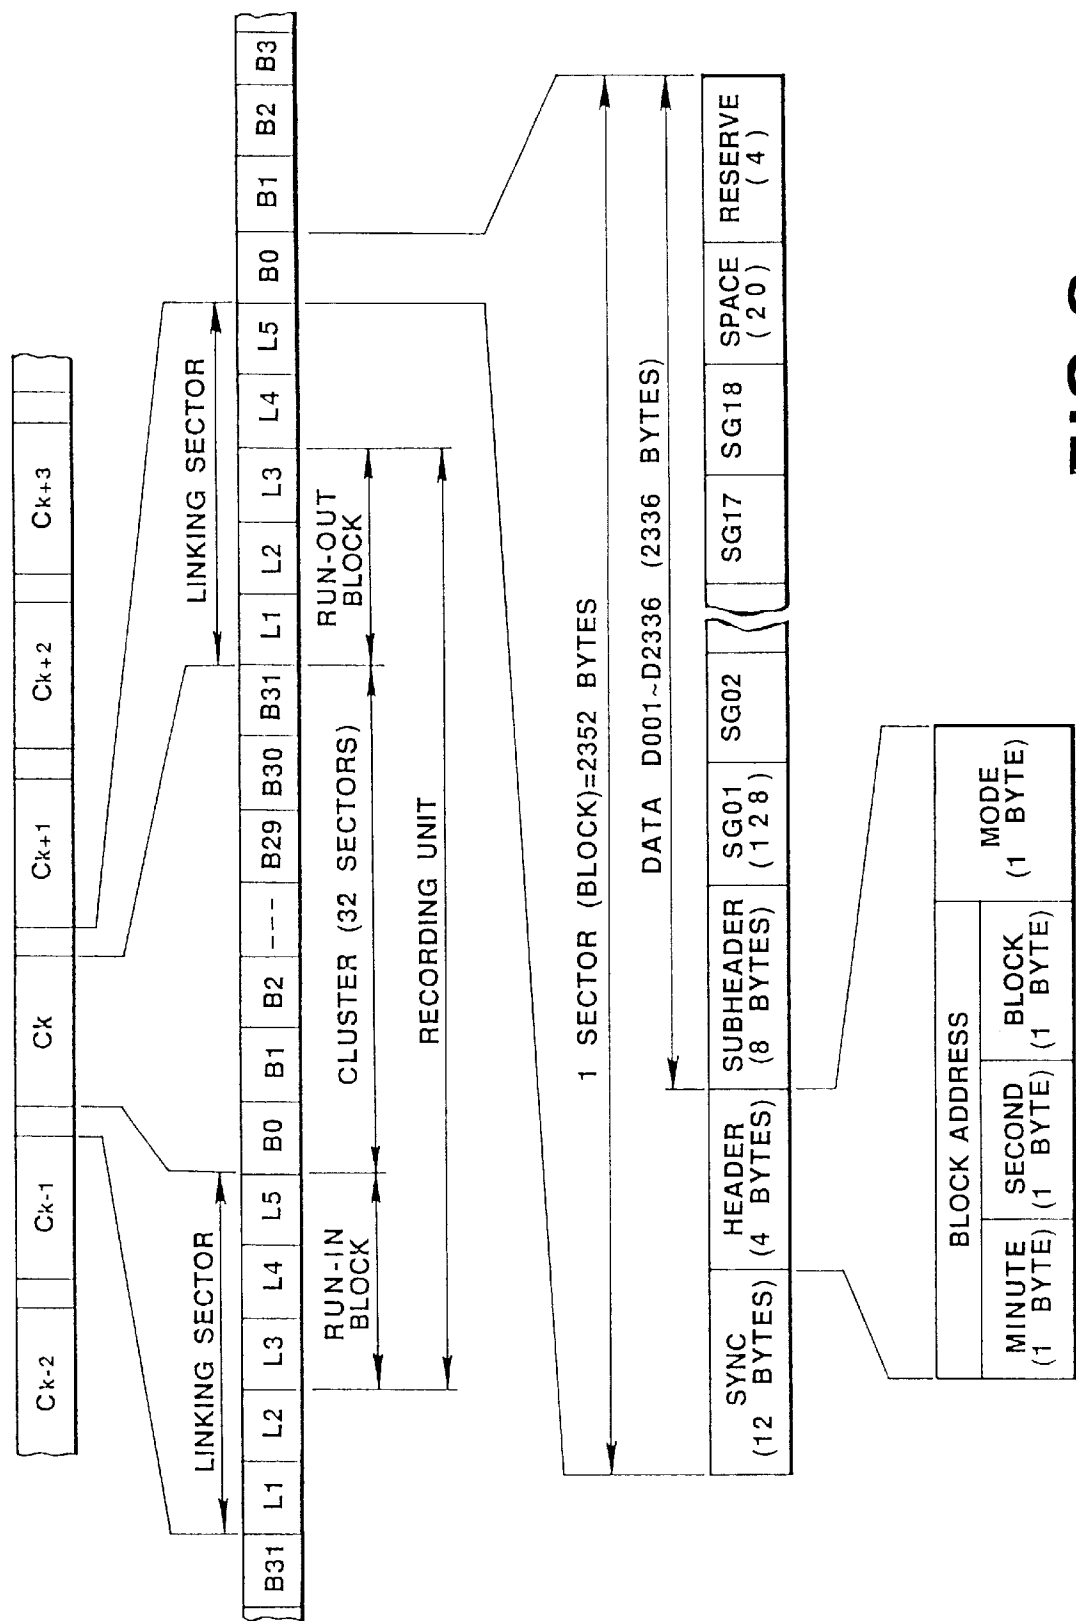 Ck-2 Ck-1 Ck Ck+1 Ck+2 Ck+3
LINKING SECTOR LINKING SECTOR
B31 L1 L2 L3 L4 L5 B0 B1 B2 --- B29 B30 B31 L1 L2 L3 L4 L5 B0 B1 B2 B3
RUN-IN
BLOCK
CLUSTER (32 SECTORS)
RUN-OUT
BLOCK
RECORDING UNIT
1 SECTOR (BLOCK)=2352 BYTES
DATA D001~D2336 (2336 BYTES)
SYNC
(12 BYTES)
HEADER
(4 BYTES)
SUBHEADER
(8 BYTES)
SG01
(128)
SG02
SG17
SG18
SPACE
(20)
RESERVE
(4)
BLOCK ADDRESS
MINUTE
(1 BYTE)
SECOND
(1 BYTE)
BLOCK
(1 BYTE)
MODE
(1 BYTE)